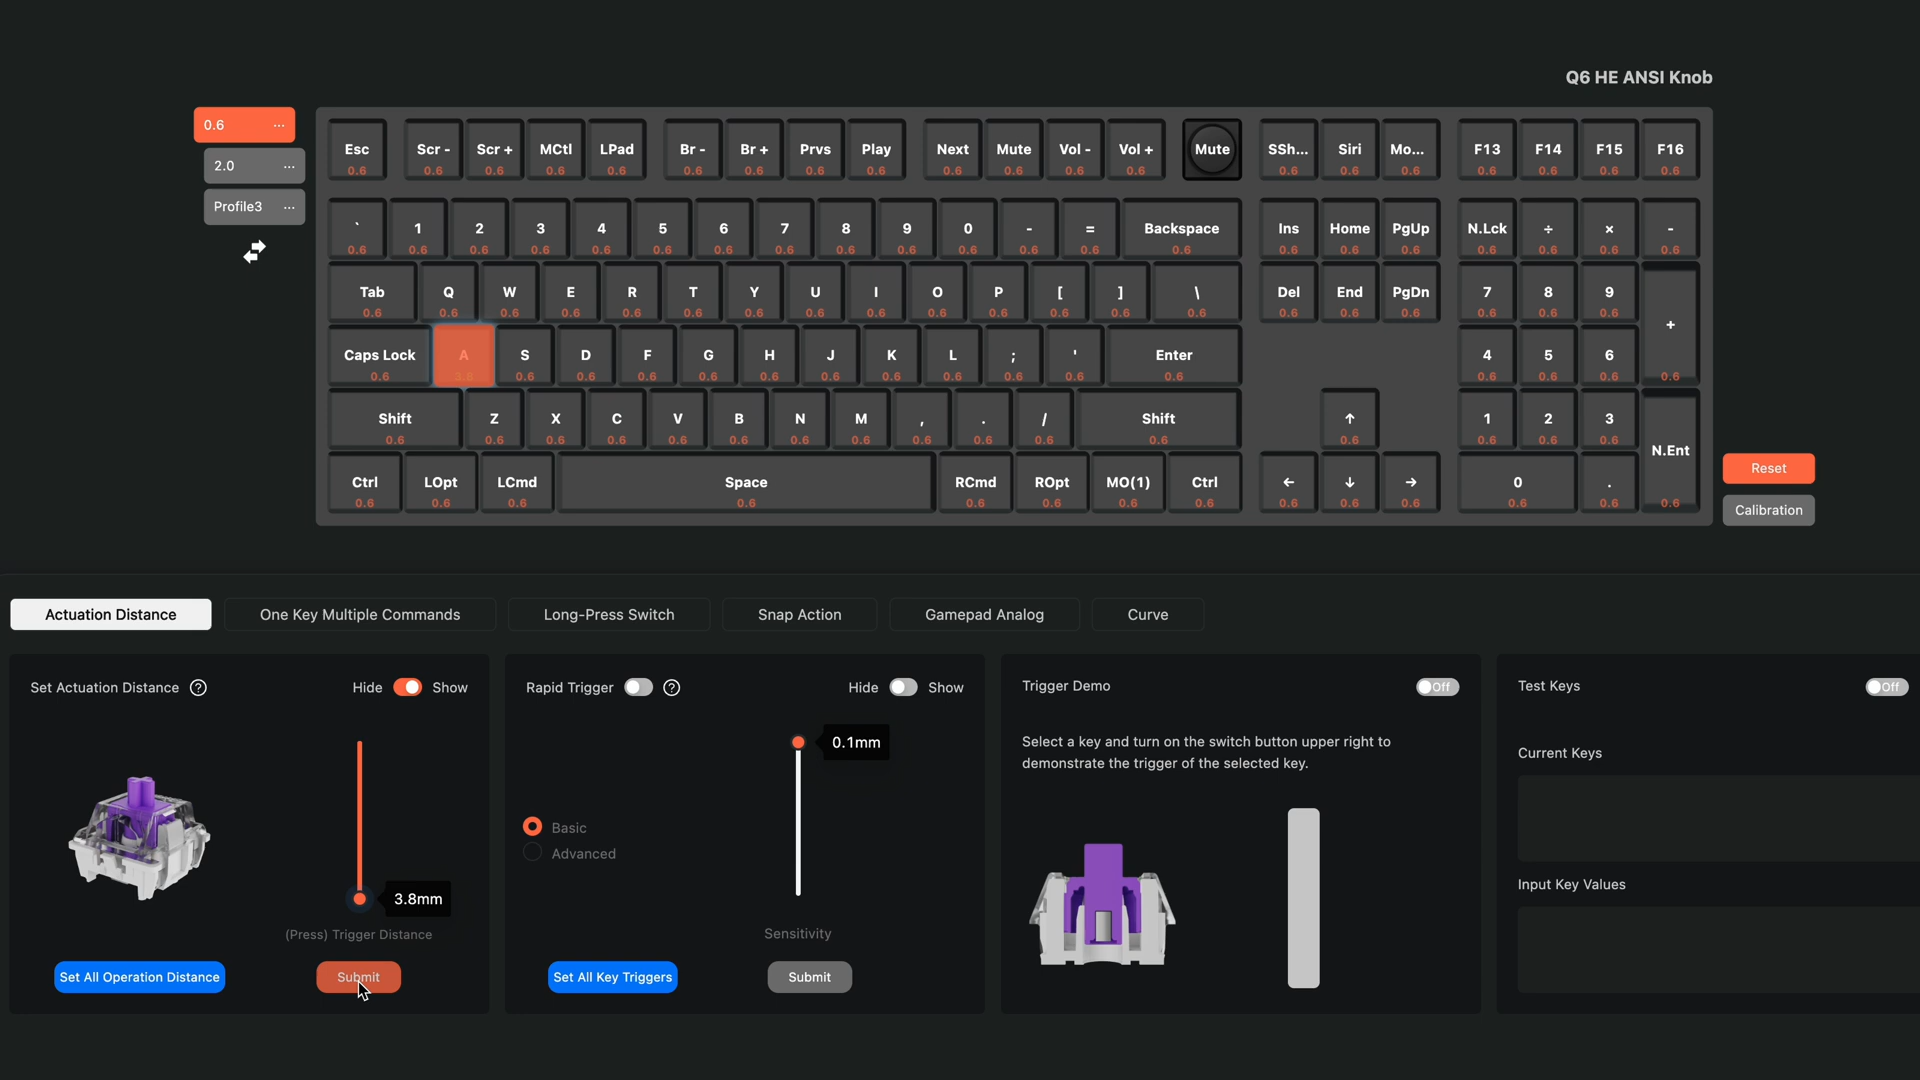 Q6 HE ANSI Knob
0.6 ...
2.0 ...
Profile3 ...
Esc Scr - Scr + MCtl LPad Br - Br + Prvs Play Next Mute Vol - Vol + Mute SSh... Siri Mo... F13 F14 F15 F16
0.6 0.6 0.6 0.6 0.6 0.6 0.6 0.6 0.6 0.6 0.6 0.6 0.6 0.6 0.6 0.6 0.6 0.6 0.6 0.6
` 1 2 3 4 5 6 7 8 9 0 - = Backspace Ins Home PgUp N.Lck ÷ × -
0.6 0.6 0.6 0.6 0.6 0.6 0.6 0.6 0.6 0.6 0.6 0.6 0.6 0.6 0.6 0.6 0.6 0.6 0.6 0.6 0.6
Tab Q W E R T Y U I O P [ ] \ Del End PgDn 7 8 9 +
0.6 0.6 0.6 0.6 0.6 0.6 0.6 0.6 0.6 0.6 0.6 0.6 0.6 0.6 0.6 0.6 0.6 0.6 0.6 0.6
Caps Lock A S D F G H J K L ; ' Enter 4 5 6
0.6 3.8 0.6 0.6 0.6 0.6 0.6 0.6 0.6 0.6 0.6 0.6 0.6 0.6 0.6 0.6 0.6
Shift Z X C V B N M , . / Shift ↑ 1 2 3 N.Ent
0.6 0.6 0.6 0.6 0.6 0.6 0.6 0.6 0.6 0.6 0.6 0.6 0.6 0.6 0.6 0.6
Ctrl LOpt LCmd Space RCmd ROpt MO(1) Ctrl ← ↓ → 0 .
0.6 0.6 0.6 0.6 0.6 0.6 0.6 0.6 0.6 0.6 0.6 0.6 0.6 0.6
Reset
Calibration
Actuation Distance One Key Multiple Commands Long-Press Switch Snap Action Gamepad Analog Curve
Set Actuation Distance ? Hide Show
3.8mm
(Press) Trigger Distance
Set All Operation Distance Submit
Rapid Trigger ? Hide Show
0.1mm
Basic
Advanced
Sensitivity
Set All Key Triggers Submit
Trigger Demo Off
Select a key and turn on the switch button upper right to
demonstrate the trigger of the selected key.
Test Keys Off
Current Keys
Input Key Values